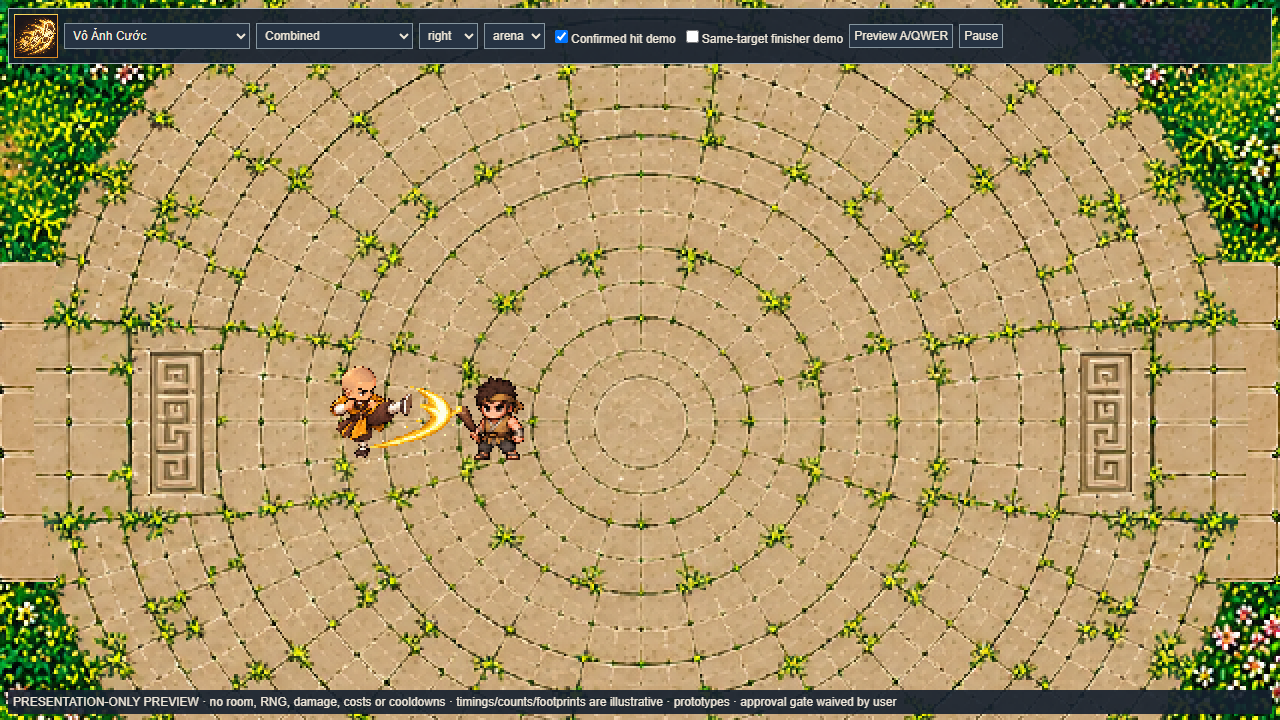 Vô Ảnh Cước Combined right arena Confirmed hit demo Same-target finisher demo Preview A/QWER Pause
PRESENTATION-ONLY PREVIEW · no room, RNG, damage, costs or cooldowns · timings/counts/footprints are illustrative · prototypes · approval gate waived by user